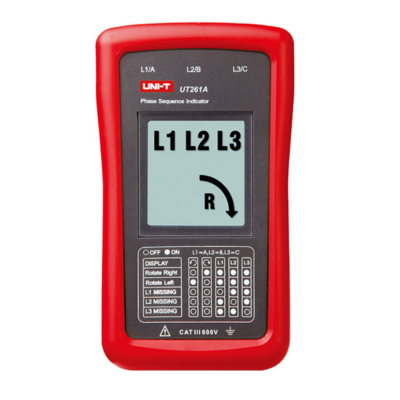 L1/A L2/B L3/C
UNI-T UT261A
Phase Sequence Indicator
L1 L2 L3
R
OFF ON L1=A,L2=B,L3=C
DISPLAY L1 L2 L3
Rotate Right
Rotate Left
L1 MISSING
L2 MISSING
L3 MISSING
CAT III 600V